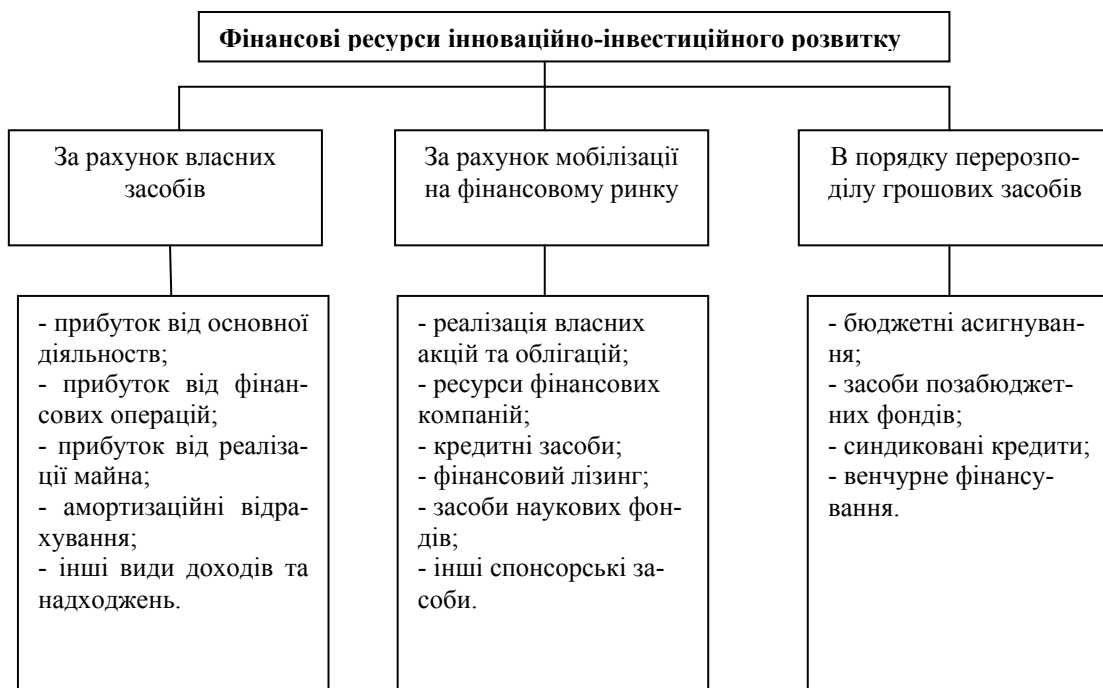 Фінансові ресурси інноваційно-інвестиційного розвитку
За рахунок власних
засобів
За рахунок мобілізації
на фінансовому ринку
В порядку перерозпо-
ділу грошових засобів
- прибуток від основної
діяльноств;
- прибуток від фінан-
сових операцій;
- прибуток від реаліза-
ції майна;
- амортизаційні відра-
хування;
- інші види доходів та
надходжень.
- реалізація власних
акцій та облігацій;
- ресурси фінансових
компаній;
- кредитні засоби;
- фінансовий лізинг;
- засоби наукових фон-
дів;
- інші спонсорські за-
соби.
- бюджетні асигнуван-
ня;
- засоби позабюджет-
них фондів;
- синдиковані кредити;
- венчурне фінансу-
вання.